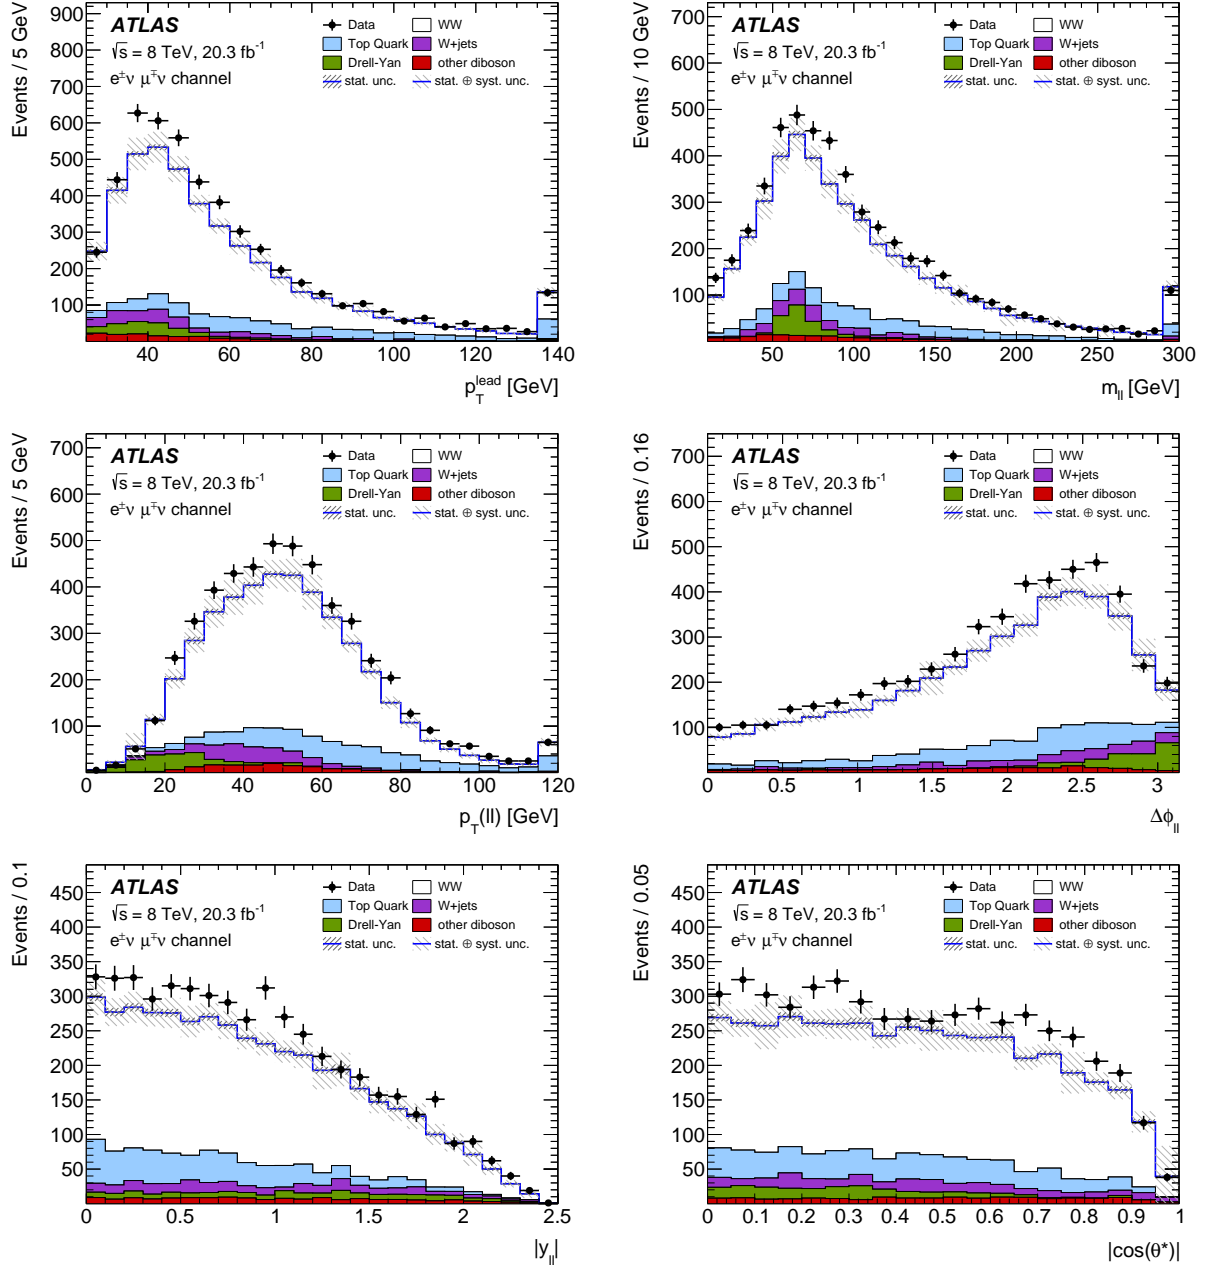 Events / 5 GeV
900
800
700
600
500
400
300
200
100
ATLAS
√s = 8 TeV, 20.3 fb⁻¹
e±ν μ∓ν channel
Data
WW
Top Quark
W+jets
Drell-Yan
other diboson
stat. unc.
stat. ⊕ syst. unc.
40 60 80 100 120 140
p_T^lead [GeV]
Events / 10 GeV
700
600
500
400
300
200
100
ATLAS
√s = 8 TeV, 20.3 fb⁻¹
e±ν μ∓ν channel
Data
WW
Top Quark
W+jets
Drell-Yan
other diboson
stat. unc.
stat. ⊕ syst. unc.
50 100 150 200 250 300
m_ll [GeV]
Events / 5 GeV
700
600
500
400
300
200
100
ATLAS
√s = 8 TeV, 20.3 fb⁻¹
e±ν μ∓ν channel
Data
WW
Top Quark
W+jets
Drell-Yan
other diboson
stat. unc.
stat. ⊕ syst. unc.
0 20 40 60 80 100 120
p_T(ll) [GeV]
Events / 0.16
700
600
500
400
300
200
100
ATLAS
√s = 8 TeV, 20.3 fb⁻¹
e±ν μ∓ν channel
Data
WW
Top Quark
W+jets
Drell-Yan
other diboson
stat. unc.
stat. ⊕ syst. unc.
0 0.5 1 1.5 2 2.5 3
Δϕ_ll
Events / 0.1
450
400
350
300
250
200
150
100
50
ATLAS
√s = 8 TeV, 20.3 fb⁻¹
e±ν μ∓ν channel
Data
WW
Top Quark
W+jets
Drell-Yan
other diboson
stat. unc.
stat. ⊕ syst. unc.
0 0.5 1 1.5 2 2.5
|y_ll|
Events / 0.05
450
400
350
300
250
200
150
100
50
ATLAS
√s = 8 TeV, 20.3 fb⁻¹
e±ν μ∓ν channel
Data
WW
Top Quark
W+jets
Drell-Yan
other diboson
stat. unc.
stat. ⊕ syst. unc.
0 0.1 0.2 0.3 0.4 0.5 0.6 0.7 0.8 0.9 1
|cos(θ*)|